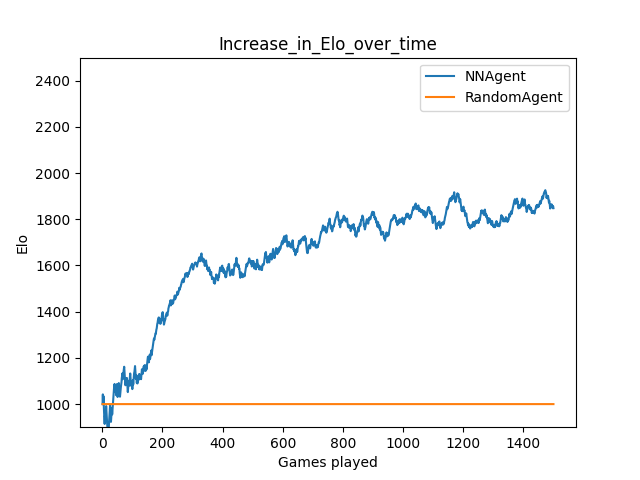 Increase_in_Elo_over_time
NNAgent
RandomAgent
2400
2200
2000
1800
1600
1400
1200
1000
Elo
0 200 400 600 800 1000 1200 1400
Games played